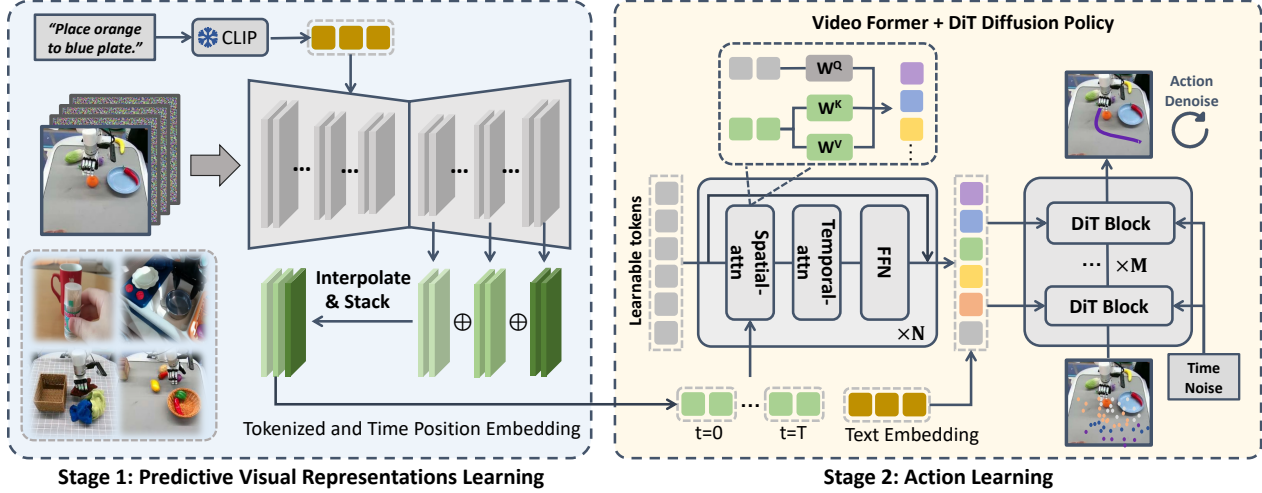 “Place orange
to blue plate.”
CLIP
...
...
...
...
Interpolate
& Stack
⊕
⊕
Tokenized and Time Position Embedding
Stage 1: Predictive Visual Representations Learning
Video Former + DiT Diffusion Policy
W^Q
W^K
W^V
⋮
Action
Denoise
Learnable tokens
Spatial-
attn
Temporal-
attn
FFN
×N
DiT Block
... ×M
DiT Block
Time
Noise
...
t=0
t=T
Text Embedding
Stage 2: Action Learning